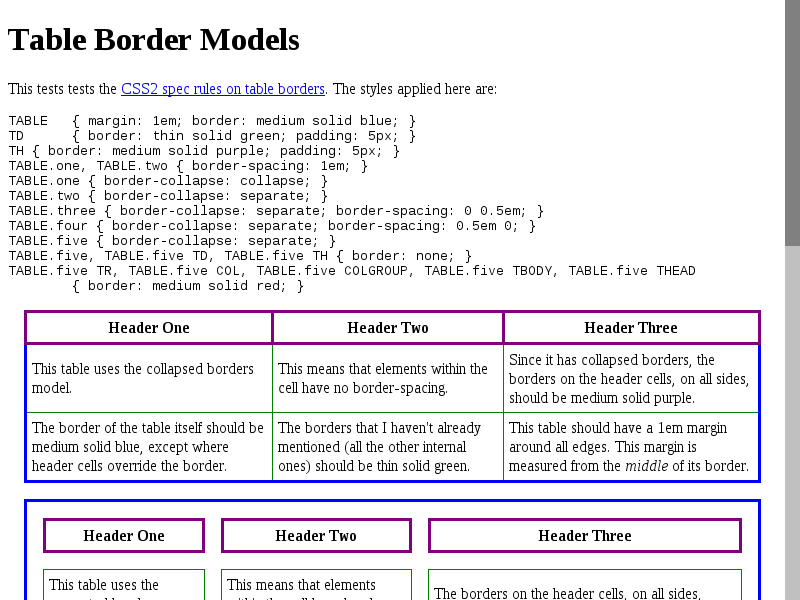 Table Border Models
This tests tests the CSS2 spec rules on table borders. The styles applied here are:
TABLE   { margin: 1em; border: medium solid blue; }
TD      { border: thin solid green; padding: 5px; }
TH { border: medium solid purple; padding: 5px; }
TABLE.one, TABLE.two { border-spacing: 1em; }
TABLE.one { border-collapse: collapse; }
TABLE.two { border-collapse: separate; }
TABLE.three { border-collapse: separate; border-spacing: 0 0.5em; }
TABLE.four { border-collapse: separate; border-spacing: 0.5em 0; }
TABLE.five { border-collapse: separate; }
TABLE.five, TABLE.five TD, TABLE.five TH { border: none; }
TABLE.five TR, TABLE.five COL, TABLE.five COLGROUP, TABLE.five TBODY, TABLE.five THEAD
        { border: medium solid red; }
Header One
Header Two
Header Three
This table uses the collapsed borders
model.
This means that elements within the
cell have no border-spacing.
Since it has collapsed borders, the
borders on the header cells, on all sides,
should be medium solid purple.
The border of the table itself should be
medium solid blue, except where
header cells override the border.
The borders that I haven't already
mentioned (all the other internal
ones) should be thin solid green.
This table should have a 1em margin
around all edges. This margin is
measured from the middle of its border.
Header One
Header Two
Header Three
This table uses the
This means that elements
The borders on the header cells, on all sides,